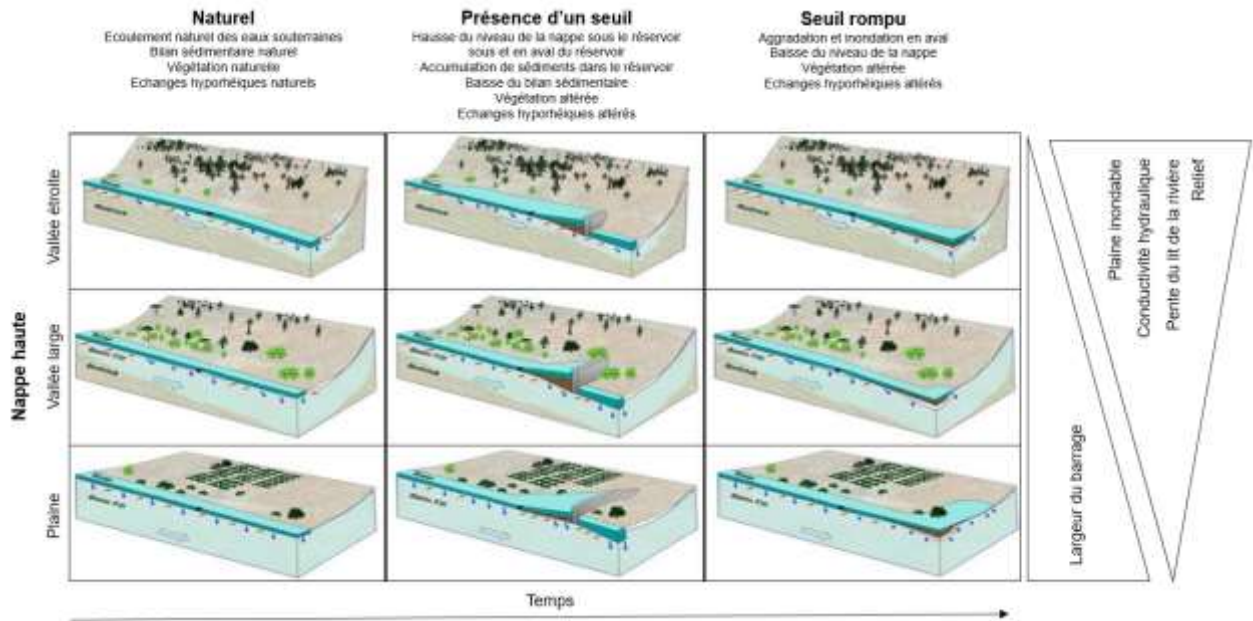 Naturel
Ecoulement naturel des eaux souterraines
Bilan sédimentaire naturel
Végétation naturelle
Echanges hyporhéiques naturels
Présence d'un seuil
Hausse du niveau de la nappe sous le réservoir
sous et en aval du réservoir
Accumulation de sédiments dans le réservoir
Baisse du bilan sédimentaire
Végétation altérée
Echanges hyporhéiques altérés
Seuil rompu
Aggradation et inondation en aval
Baisse du niveau de la nappe
Végétation altérée
Echanges hyporhéiques altérés
Nappe haute
Vallée étroite
Vallée large
Plaine
Temps
Largeur du barrage
Plaine inondable
Conductivité hydraulique
Pente du lit de la rivière
Relief